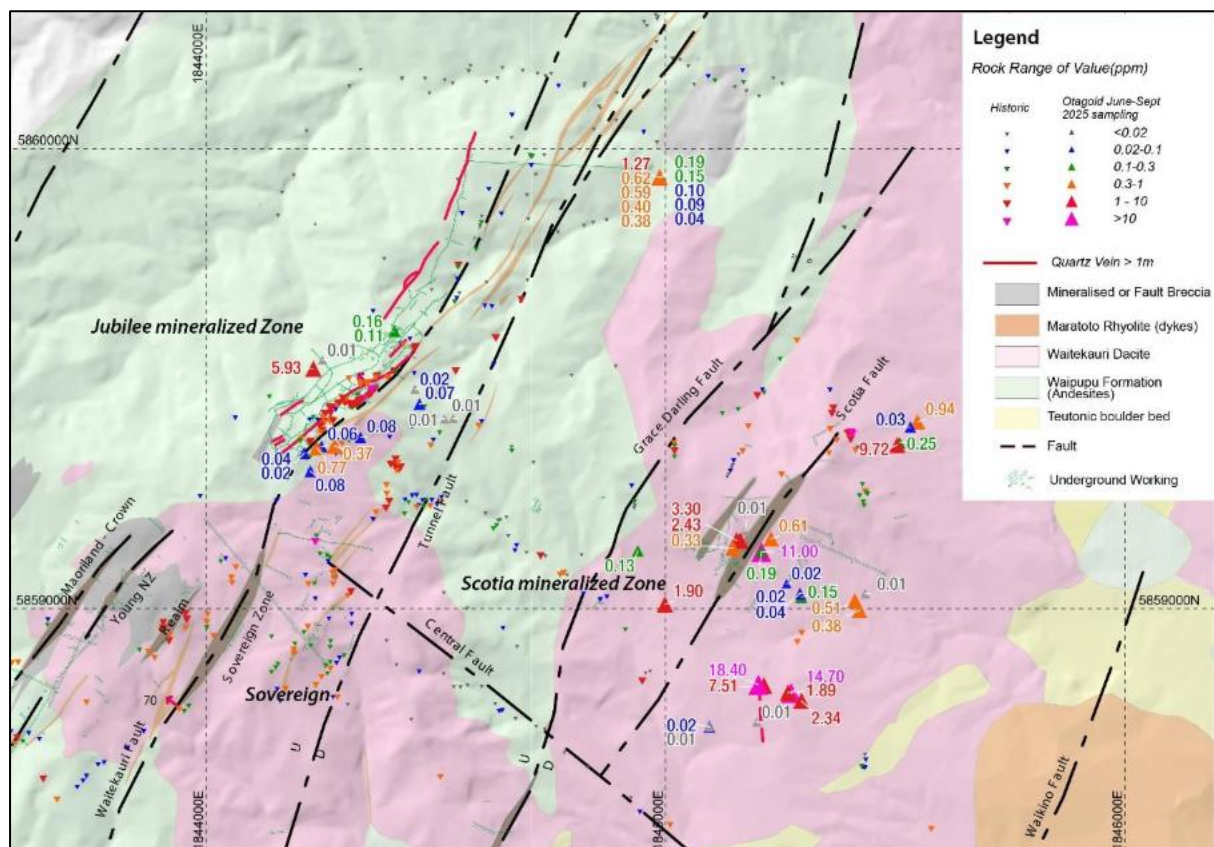 Legend
Rock Range of Value(ppm)
Historic
Otagold June-Sept
2025 sampling
<0.02
0.02-0.1
0.1-0.3
0.3-1
1 - 10
>10
Quartz Vein > 1m
Mineralised or Fault Breccia
Maratoto Rhyolite (dykes)
Waitekauri Dacite
Waipupu Formation
(Andesites)
Teutonic boulder bed
Fault
Underground Working
1844000E
5860000N
1.27
0.62
0.59
0.40
0.38
0.19
0.15
0.10
0.09
0.04
Jubilee mineralized Zone
0.16
0.11
0.01
5.93
0.02
0.07
0.01
0.01
0.08
0.06
0.37
0.04
0.02
0.77
0.08
Grace Darling Fault
Scotia Fault
Tunnel Fault
0.03
0.94
9.72
0.25
0.01
3.30
2.43
0.33
0.61
11.00
0.19
0.13
Scotia mineralized Zone
0.02
0.02
0.04
0.15
0.01
0.51
0.38
1.90
5859000N
Maoriland - Crown
Young NZ
Realm
Sovereign Zone
Central Fault
Sovereign
70
18.40
7.51
14.70
1.89
0.01
2.34
0.02
0.01
U
D
U
D
Waitekauri Fault
Waikino Fault
1844000E
1846000E